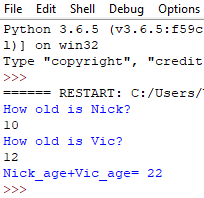 File Edit Shell Debug Options
Python 3.6.5 (v3.6.5:f59c
1)] on win32
Type "copyright", "credit
>>>
====== RESTART: C:/Users/
How old is Nick?
10
How old is Vic?
12
Nick_age+Vic_age= 22
>>>